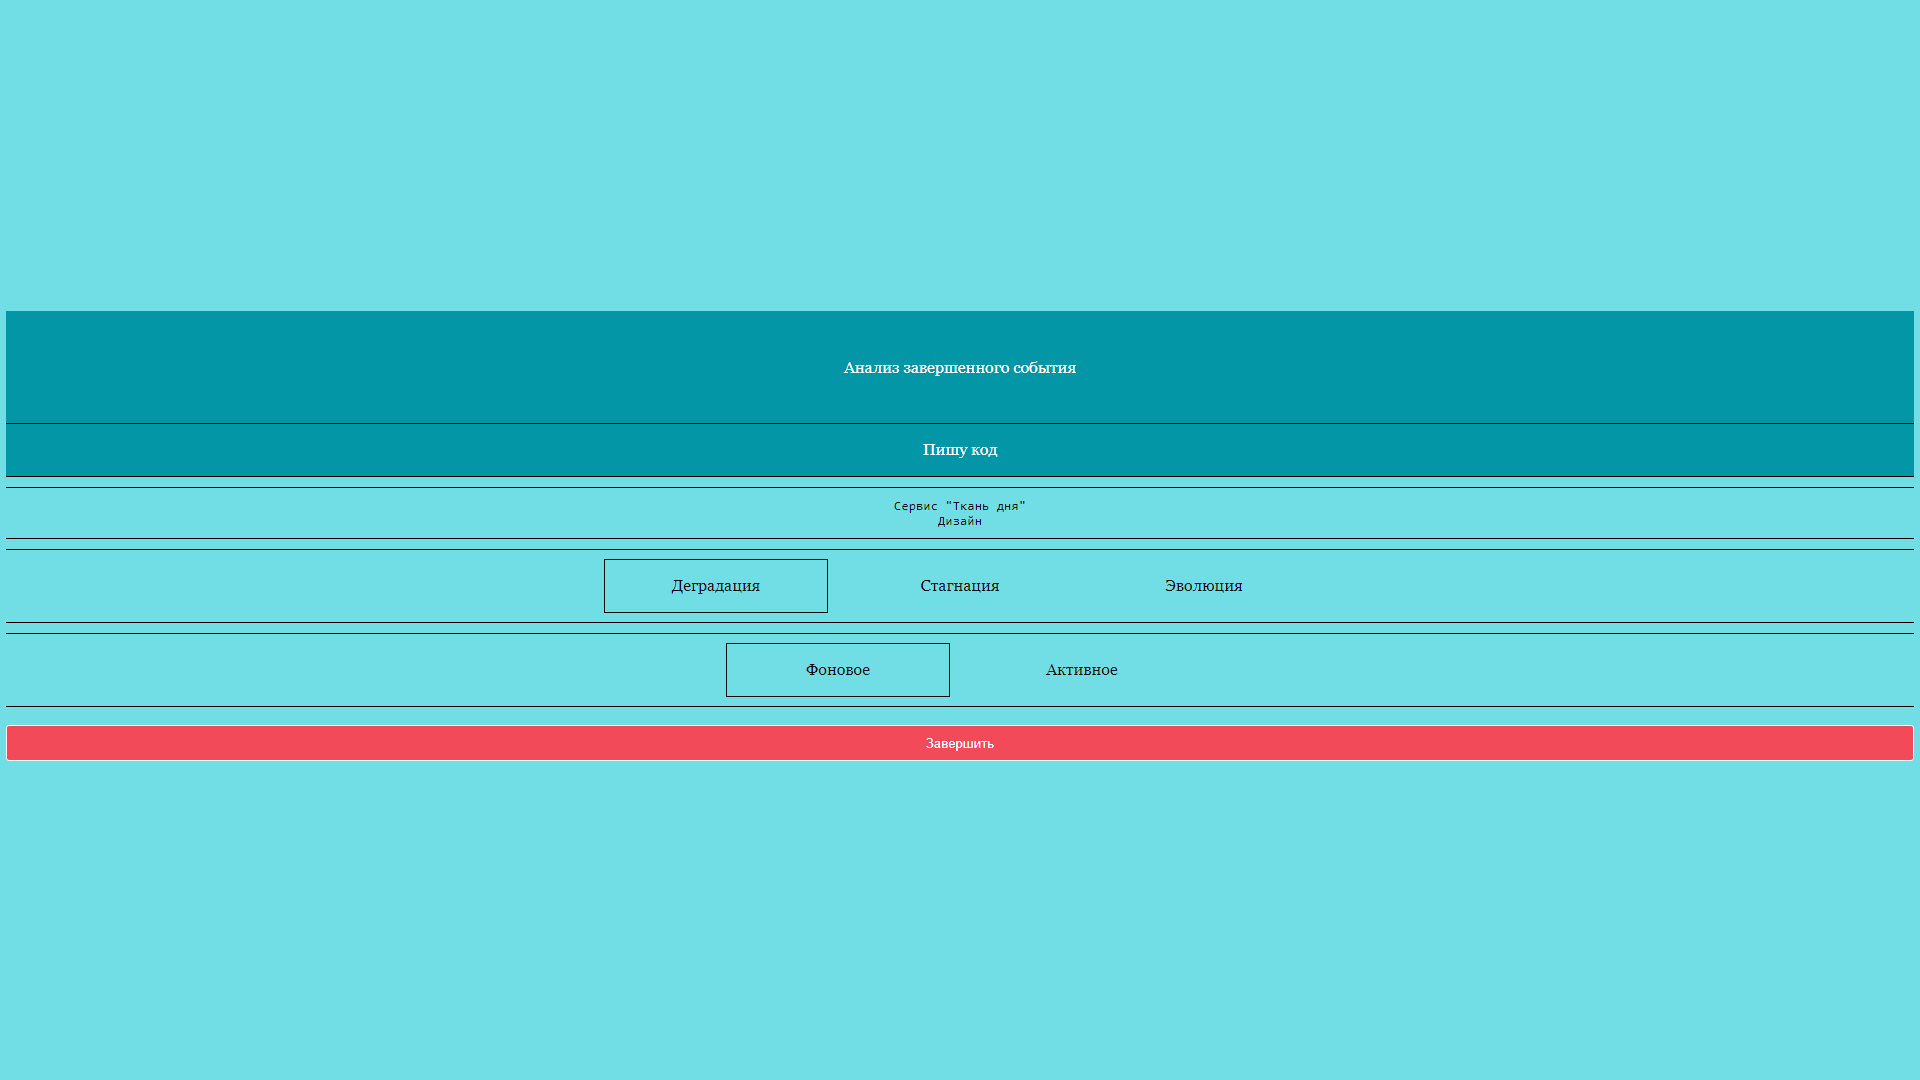 Анализ завершенного события
Пишу код
Сервис "Ткань дня"
Дизайн
Деградация Стагнация Эволюция
Фоновое Активное
Завершить